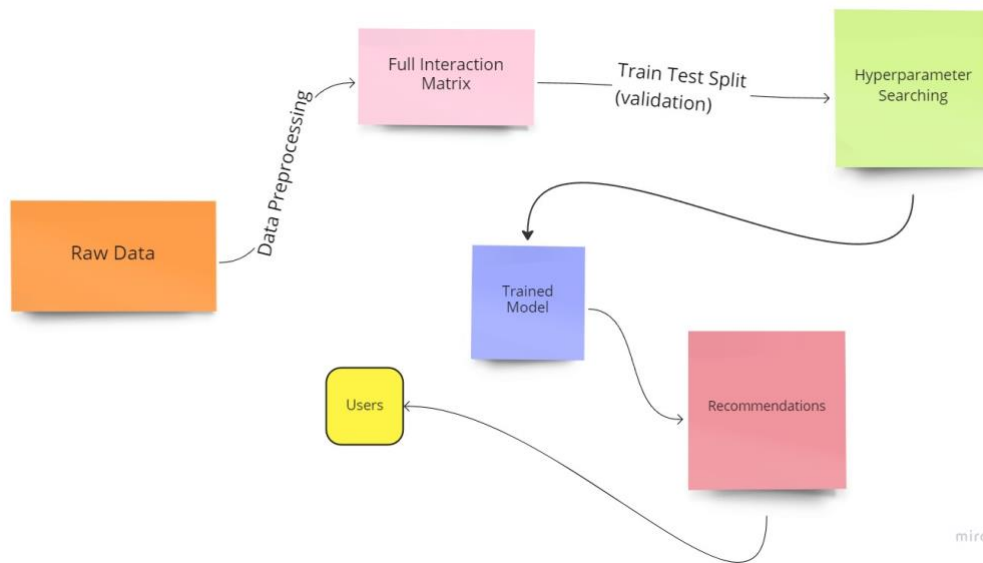 Raw Data
Data Preprocessing
Full Interaction
Matrix
Train Test Split
(validation)
Hyperparameter
Searching
Trained
Model
Recommendations
Users